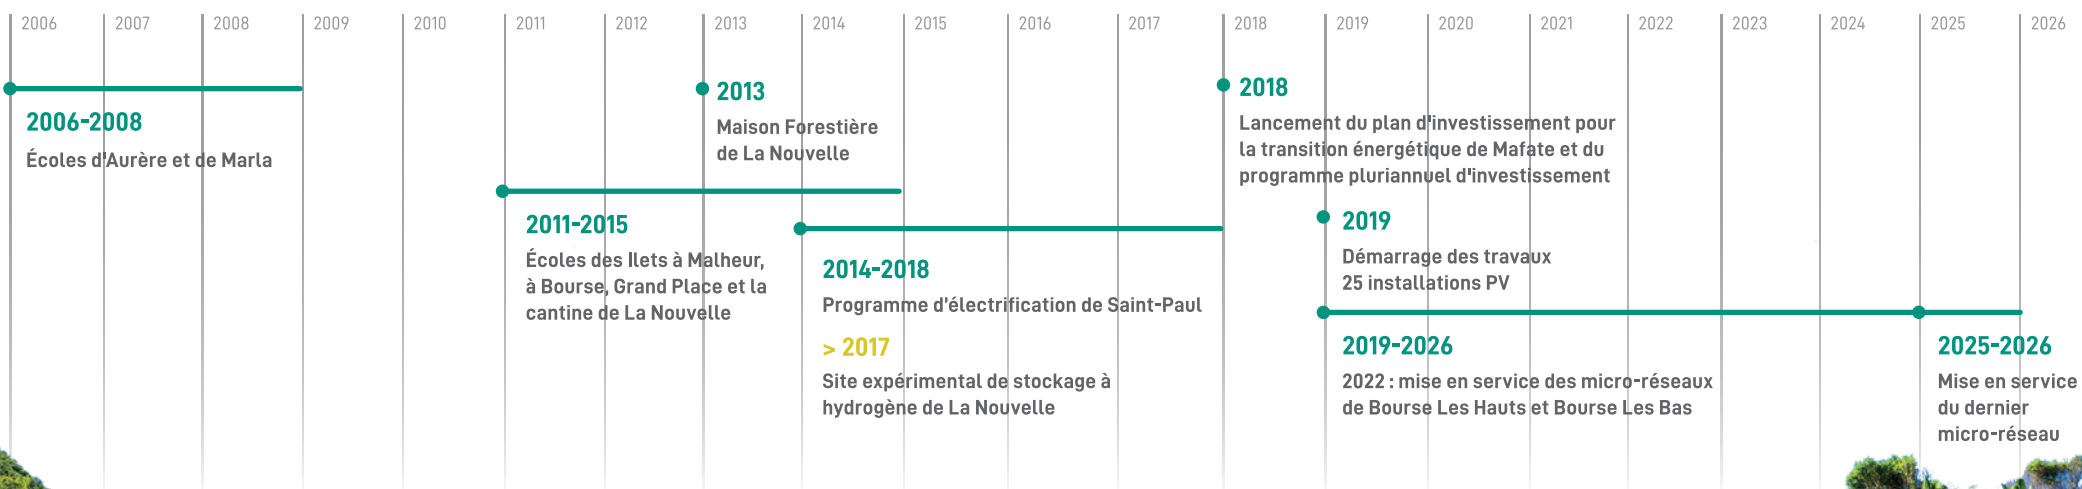 2006 2007 2008 2009 2010 2011 2012 2013 2014 2015 2016 2017 2018 2019 2020 2021 2022 2023 2024 2025 2026
2006-2008
Écoles d'Aurère et de Marla
2013
Maison Forestière
de La Nouvelle
2011-2015
Écoles des Ilets à Malheur,
à Bourse, Grand Place et la
cantine de La Nouvelle
2014-2018
Programme d'électrification de Saint-Paul
> 2017
Site expérimental de stockage à
hydrogène de La Nouvelle
2018
Lancement du plan d'investissement pour
la transition énergétique de Mafate et du
programme pluriannuel d'investissement
2019
Démarrage des travaux
25 installations PV
2019-2026
2022 : mise en service des micro-réseaux
de Bourse Les Hauts et Bourse Les Bas
2025-2026
Mise en service
du dernier
micro-réseau